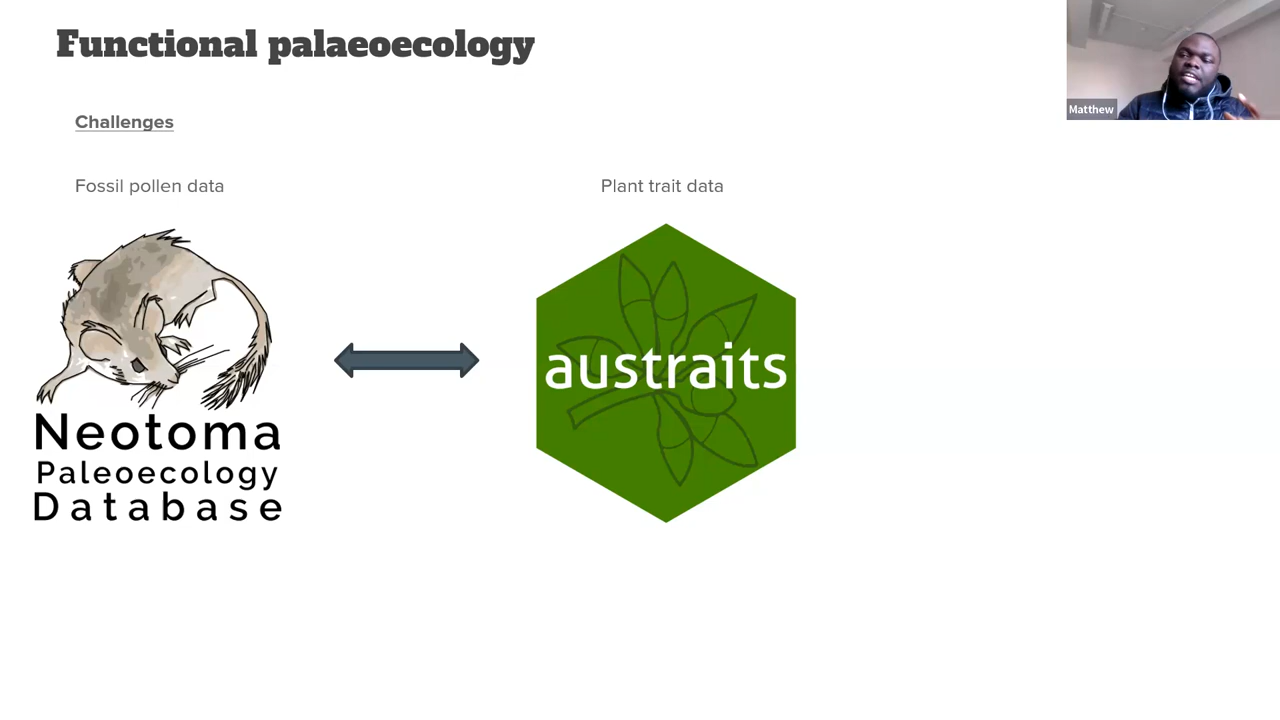 Functional palaeoecology
Matthew
Challenges
Fossil pollen data
Plant trait data
austraits
Neotoma
Paleoecology
Database